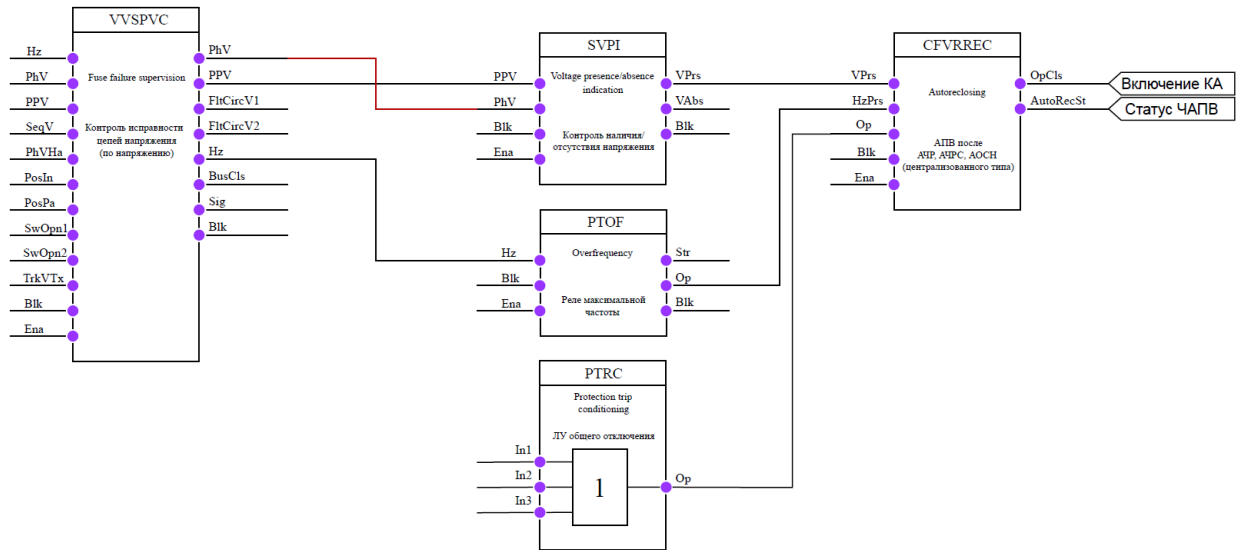 VVSPVC
Fuse failure supervision
Контроль исправности
цепей напряжения
(по напряжению)
Hz
PhV
PPV
SeqV
PhVHa
PosIn
PosPa
SwOpn1
SwOpn2
TrkVTx
Blk
Ena
PhV
PPV
FltCircV1
FltCircV2
Hz
BusCls
Sig
Blk
SVPI
Voltage presence/absence
indication
Контроль наличия/
отсутствия напряжения
PPV
PhV
Blk
Ena
VPrs
VAbs
Blk
PTOF
Overfrequency
Реле максимальной
частоты
Hz
Blk
Ena
Str
Op
Blk
PTRC
Protection trip
conditioning
ЛУ общего отключения
In1
In2
In3
1
Op
CFVRREC
Autoreclosing
АПВ после
АЧР, АЧРС, АОСН
(централизованного типа)
VPrs
HzPrs
Op
Blk
Ena
OpCls
AutoRecSt
Включение КА
Статус ЧАПВ